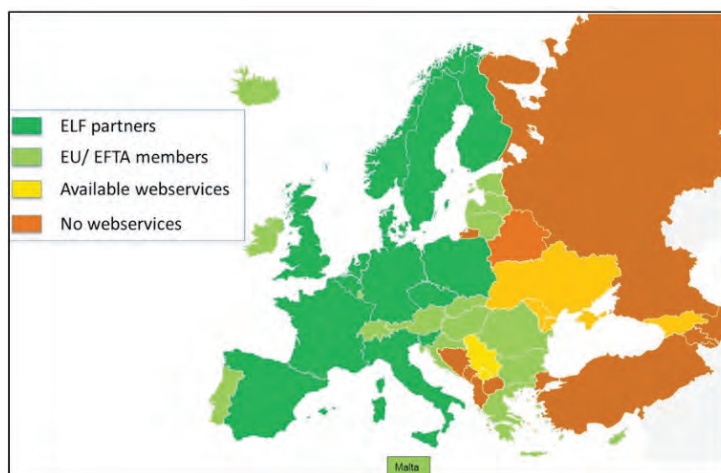 ELF partners
EU/ EFTA members
Available webservices
No webservices
Malta